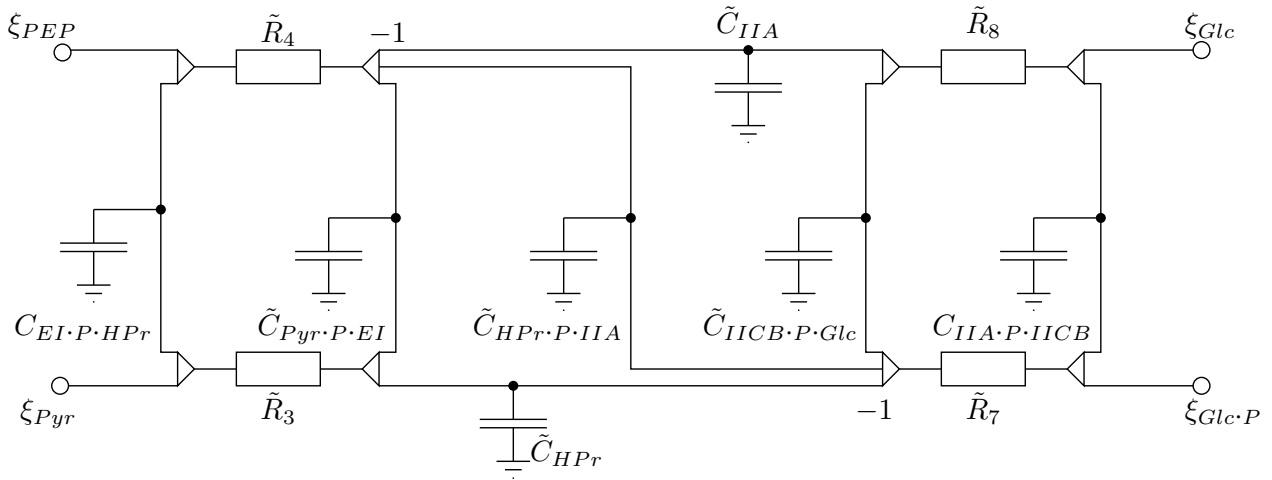 ξ_{PEP}
R̃_4
−1
C̃_{IIA}
R̃_8
ξ_{Glc}
C_{EI·P·HPr}
C̃_{Pyr·P·EI}
C̃_{HPr·P·IIA}
C̃_{IICB·P·Glc}
C_{IIA·P·IICB}
ξ_{Pyr}
R̃_3
−1
R̃_7
ξ_{Glc·P}
C̃_{HPr}